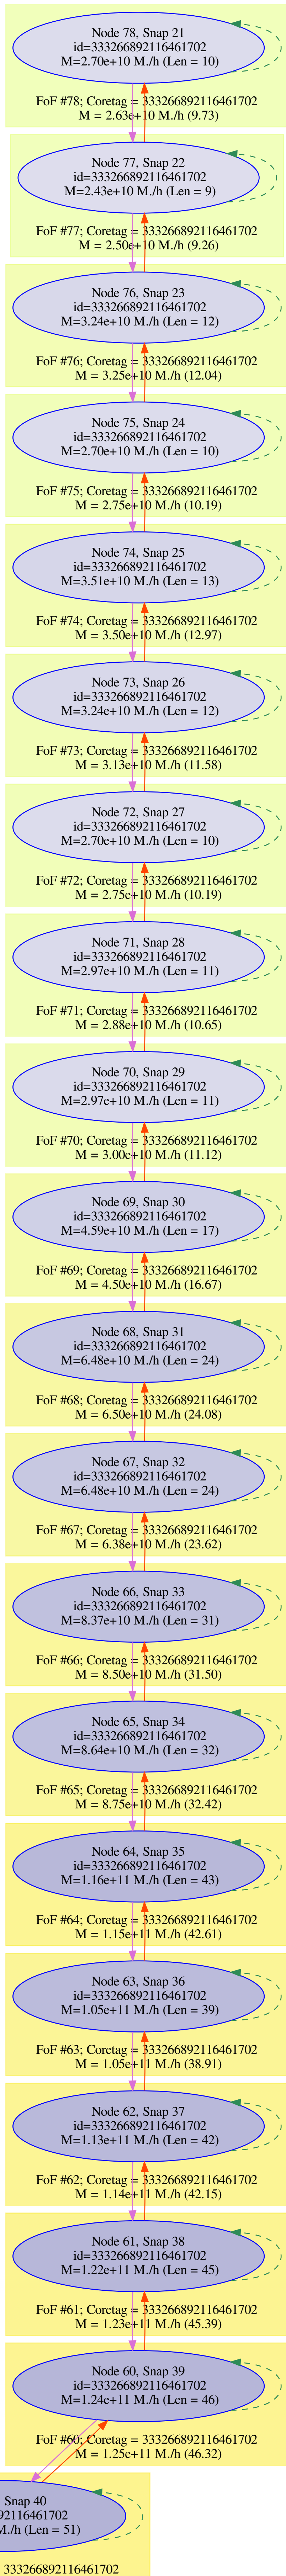 Node 78, Snap 21
id=333266892116461702
M=2.70e+10 M./h (Len = 10)
FoF #78; Coretag = 333266892116461702
M = 2.63e+10 M./h (9.73)
Node 77, Snap 22
id=333266892116461702
M=2.43e+10 M./h (Len = 9)
FoF #77; Coretag = 333266892116461702
M = 2.50e+10 M./h (9.26)
Node 76, Snap 23
id=333266892116461702
M=3.24e+10 M./h (Len = 12)
FoF #76; Coretag = 333266892116461702
M = 3.25e+10 M./h (12.04)
Node 75, Snap 24
id=333266892116461702
M=2.70e+10 M./h (Len = 10)
FoF #75; Coretag = 333266892116461702
M = 2.75e+10 M./h (10.19)
Node 74, Snap 25
id=333266892116461702
M=3.51e+10 M./h (Len = 13)
FoF #74; Coretag = 333266892116461702
M = 3.50e+10 M./h (12.97)
Node 73, Snap 26
id=333266892116461702
M=3.24e+10 M./h (Len = 12)
FoF #73; Coretag = 333266892116461702
M = 3.13e+10 M./h (11.58)
Node 72, Snap 27
id=333266892116461702
M=2.70e+10 M./h (Len = 10)
FoF #72; Coretag = 333266892116461702
M = 2.75e+10 M./h (10.19)
Node 71, Snap 28
id=333266892116461702
M=2.97e+10 M./h (Len = 11)
FoF #71; Coretag = 333266892116461702
M = 2.88e+10 M./h (10.65)
Node 70, Snap 29
id=333266892116461702
M=2.97e+10 M./h (Len = 11)
FoF #70; Coretag = 333266892116461702
M = 3.00e+10 M./h (11.12)
Node 69, Snap 30
id=333266892116461702
M=4.59e+10 M./h (Len = 17)
FoF #69; Coretag = 333266892116461702
M = 4.50e+10 M./h (16.67)
Node 68, Snap 31
id=333266892116461702
M=6.48e+10 M./h (Len = 24)
FoF #68; Coretag = 333266892116461702
M = 6.50e+10 M./h (24.08)
Node 67, Snap 32
id=333266892116461702
M=6.48e+10 M./h (Len = 24)
FoF #67; Coretag = 333266892116461702
M = 6.38e+10 M./h (23.62)
Node 66, Snap 33
id=333266892116461702
M=8.37e+10 M./h (Len = 31)
FoF #66; Coretag = 333266892116461702
M = 8.50e+10 M./h (31.50)
Node 65, Snap 34
id=333266892116461702
M=8.64e+10 M./h (Len = 32)
FoF #65; Coretag = 333266892116461702
M = 8.75e+10 M./h (32.42)
Node 64, Snap 35
id=333266892116461702
M=1.16e+11 M./h (Len = 43)
FoF #64; Coretag = 333266892116461702
M = 1.15e+11 M./h (42.61)
Node 63, Snap 36
id=333266892116461702
M=1.05e+11 M./h (Len = 39)
FoF #63; Coretag = 333266892116461702
M = 1.05e+11 M./h (38.91)
Node 62, Snap 37
id=333266892116461702
M=1.13e+11 M./h (Len = 42)
FoF #62; Coretag = 333266892116461702
M = 1.14e+11 M./h (42.15)
Node 61, Snap 38
id=333266892116461702
M=1.22e+11 M./h (Len = 45)
FoF #61; Coretag = 333266892116461702
M = 1.23e+11 M./h (45.39)
Node 60, Snap 39
id=333266892116461702
M=1.24e+11 M./h (Len = 46)
FoF #60; Coretag = 333266892116461702
M = 1.25e+11 M./h (46.32)
Snap 40
92116461702
M./h (Len = 51)
333266892116461702